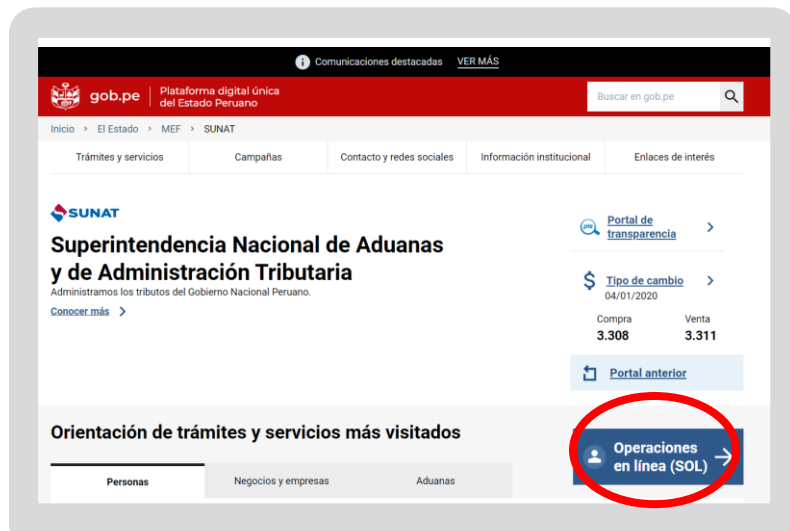 Comunicaciones destacadas VER MÁS
gob.pe Plataforma digital única
del Estado Peruano
Buscar en gob.pe
Inicio > El Estado > MEF > SUNAT
Trámites y servicios Campañas Contacto y redes sociales Información institucional Enlaces de interés
SUNAT
Superintendencia Nacional de Aduanas
y de Administración Tributaria
Administramos los tributos del Gobierno Nacional Peruano.
Conocer más >
Portal de
transparencia >
$ Tipo de cambio >
04/01/2020
Compra Venta
3.308 3.311
Portal anterior
Orientación de trámites y servicios más visitados
Operaciones
en línea (SOL) →
Personas Negocios y empresas Aduanas